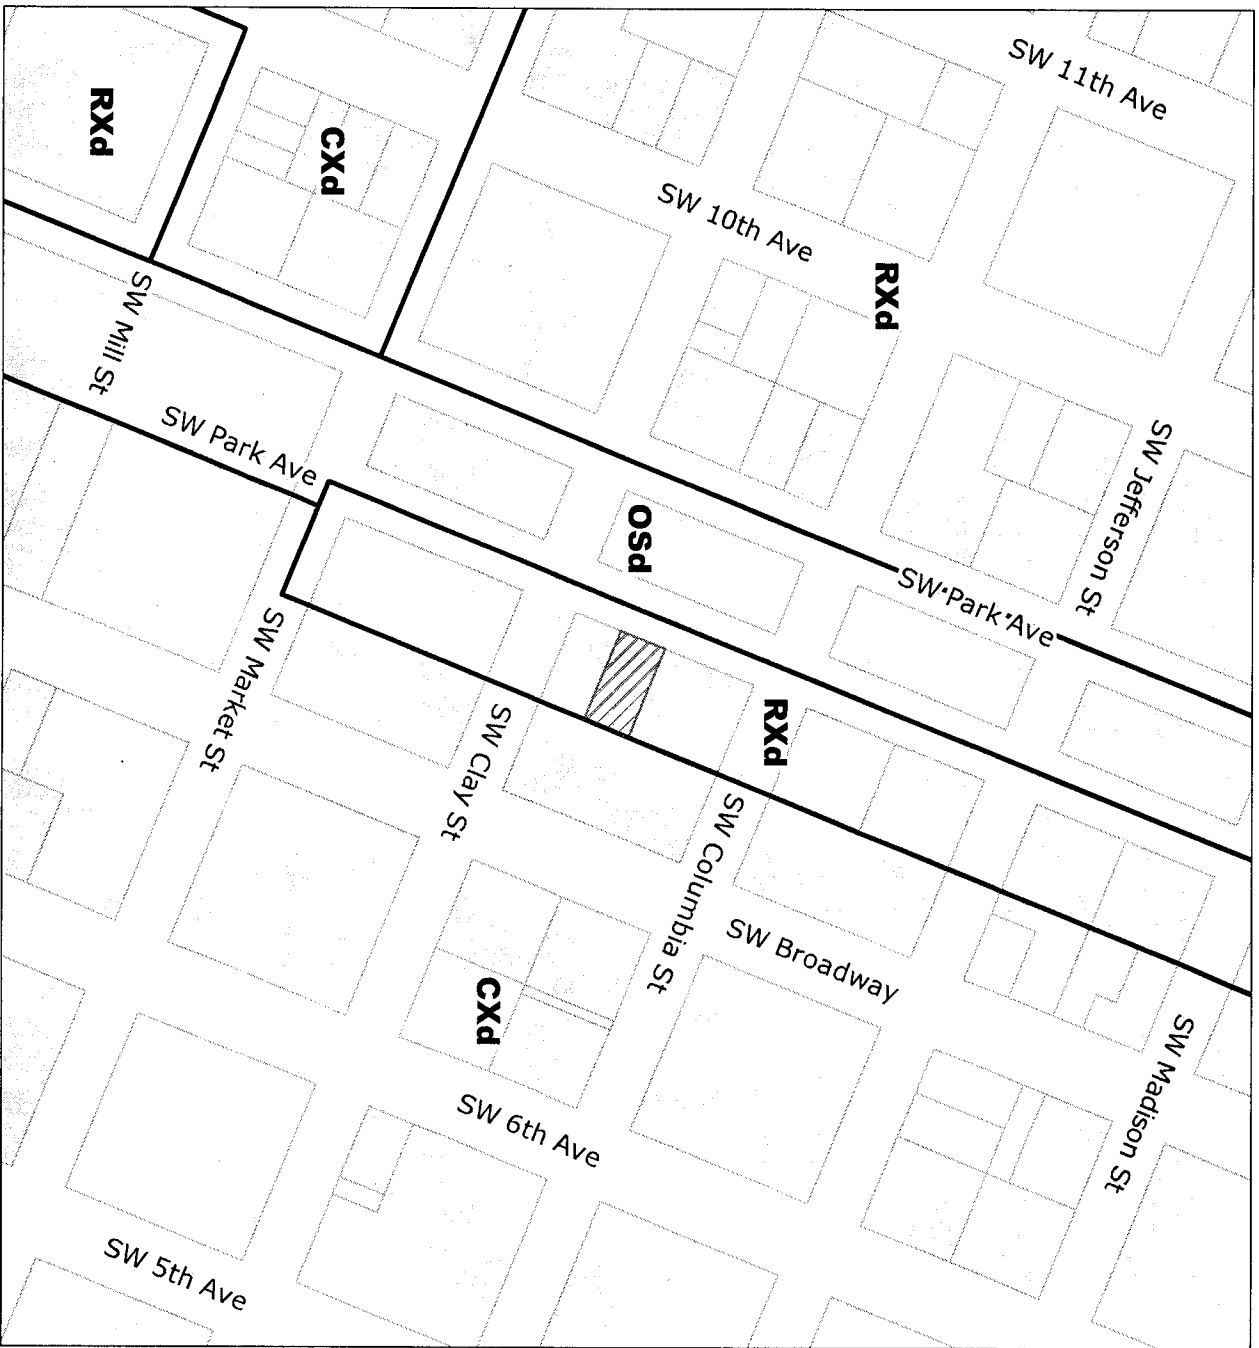 SW 11th Ave
RXd
CXd
SW 10th Ave
RXd
SW Mill St
SW Park Ave
SW Jefferson St
OSd
SW Park Ave
SW Market St
RXd
SW Clay St
SW Columbia St
SW Broadway
CXd
SW Madison St
SW 6th Ave
SW 5th Ave